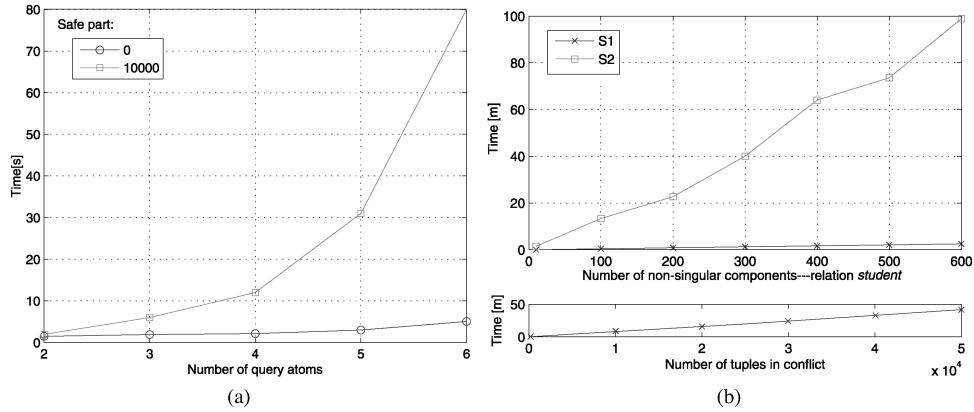 Safe part:
0
10000
80
70
60
50
40
30
20
10
0
Time[s]
2 3 4 5 6
Number of query atoms
(a)
S1
S2
100
80
60
40
20
0
Time [m]
0 100 200 300 400 500 600
Number of non-singular components---relation student
50
0
Time [m]
0 1 2 3 4 5
Number of tuples in conflict
x 10^4
(b)